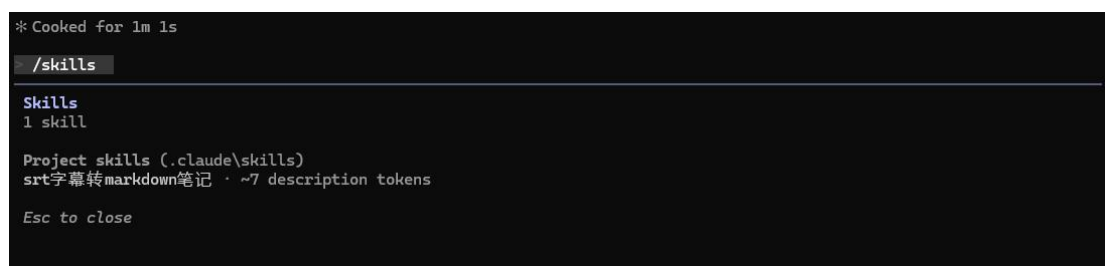 ✻ Cooked for 1m 1s
> /skills
Skills
1 skill
Project skills (.claude\skills)
srt字幕转markdown笔记 · ~7 description tokens
Esc to close